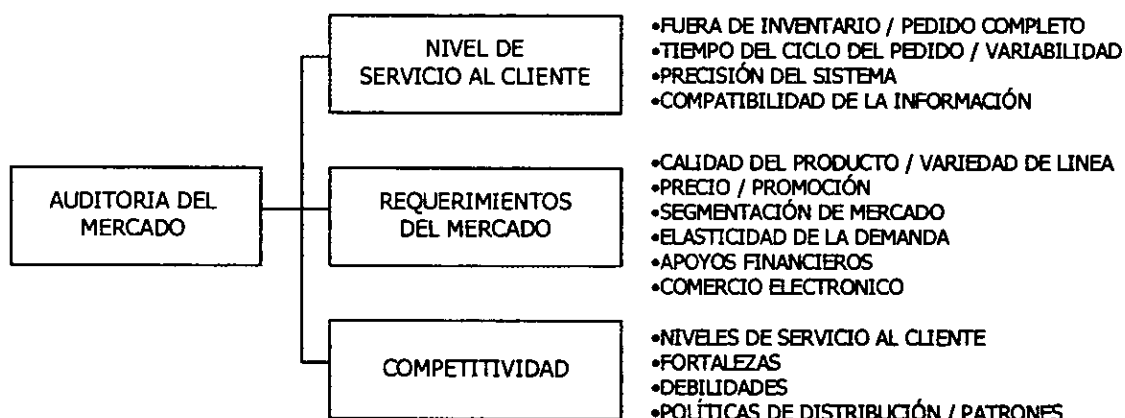 NIVEL DE
SERVICIO AL CLIENTE
•FUERA DE INVENTARIO / PEDIDO COMPLETO
•TIEMPO DEL CICLO DEL PEDIDO / VARIABILIDAD
•PRECISIÓN DEL SISTEMA
•COMPATIBILIDAD DE LA INFORMACIÓN
AUDITORIA DEL
MERCADO
REQUERIMIENTOS
DEL MERCADO
•CALIDAD DEL PRODUCTO / VARIEDAD DE LINEA
•PRECIO / PROMOCIÓN
•SEGMENTACIÓN DE MERCADO
•ELASTICIDAD DE LA DEMANDA
•APOYOS FINANCIEROS
•COMERCIO ELECTRONICO
COMPETITIVIDAD
•NIVELES DE SERVICIO AL CLIENTE
•FORTALEZAS
•DEBILIDADES
•POLÍTICAS DE DISTRIBUCIÓN / PATRONES